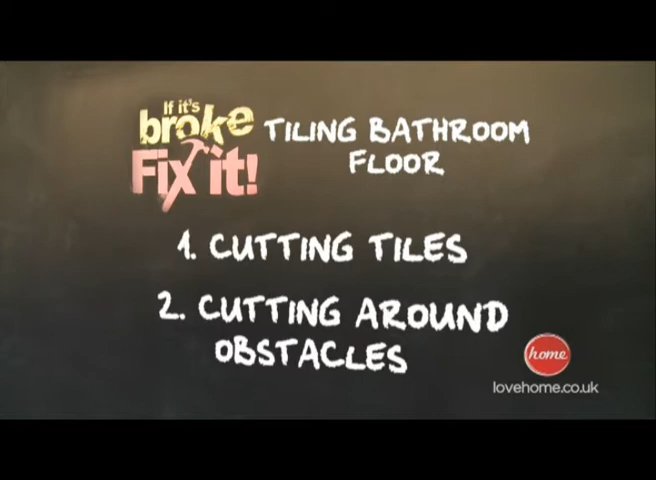 If it's
broke
Fix it!
TILING BATHROOM
FLOOR
1. CUTTING TILES
2. CUTTING AROUND
OBSTACLES
home
lovehome.co.uk